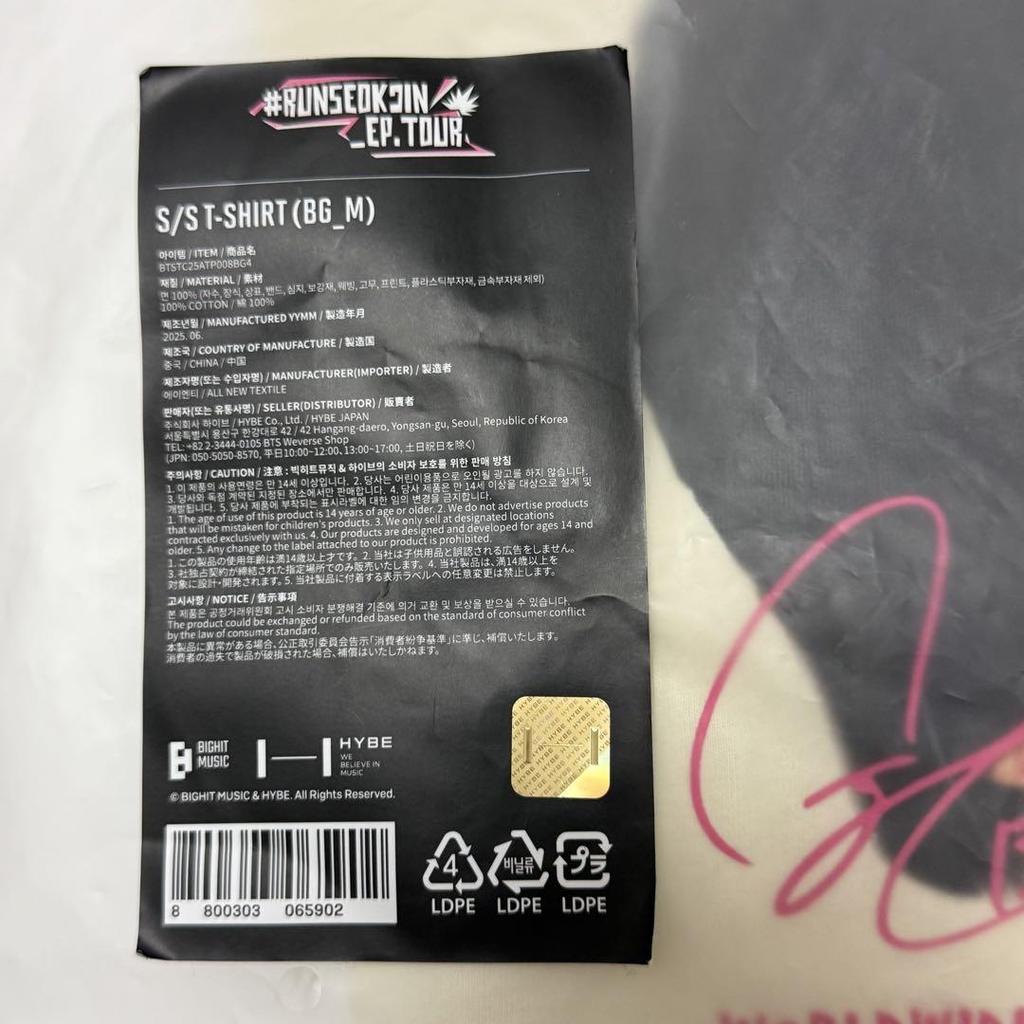 #RUNSEOKJIN
_EP.TOUR
S/S T-SHIRT (BG_M)
아이템 / ITEM / 商品名
BTSTC25ATP008BG4
재질 / MATERIAL / 素材
면 100% (자수, 장식, 상표, 밴드, 심지, 보강재, 웨빙, 고무, 프린트, 플라스틱부자재, 금속부자재 제외)
100% COTTON / 綿 100%
제조년월 / MANUFACTURED YYMM / 製造年月
2025. 06.
제조국 / COUNTRY OF MANUFACTURE / 製造国
중국 / CHINA / 中国
제조자명(또는 수입자명) / MANUFACTURER(IMPORTER) / 製造者
에이엔티 / ALL NEW TEXTILE
판매자(또는 유통사명) / SELLER(DISTRIBUTOR) / 販賣者
주식회사 하이브 / HYBE Co., Ltd. / HYBE JAPAN
서울특별시 용산구 한강대로 42 / 42 Hangang-daero, Yongsan-gu, Seoul, Republic of Korea
TEL: +82 2-3444-0105 BTS Weverse Shop
(JPN: 050-5050-8570, 平日10:00~12:00、13:00~17:00, 土日祝日を除く)
주의사항 / CAUTION / 注意 : 빅히트뮤직 & 하이브의 소비자 보호를 위한 판매 방침
1. 이 제품의 사용연령은 만 14세 이상입니다. 2. 당사는 어린이용품으로 오인될 광고를 하지 않습니다.
3. 당사와 독점 계약된 지정된 장소에서만 판매합니다. 4. 당사 제품은 만 14세 이상을 대상으로 설계 및
개발됩니다. 5. 당사 제품에 부착되는 표시라벨에 대한 임의 변경을 금지합니다.
1. The age of use of this product is 14 years of age or older. 2. We do not advertise products
that will be mistaken for children's products. 3. We only sell at designated locations
contracted exclusively with us. 4. Our products are designed and developed for ages 14 and
older. 5. Any change to the label attached to our product is prohibited.
1. この製品の使用年齢は満14歳以上才です。2. 当社は子供用品と誤認される広告をしません。
3. 社独占契約が締結された指定場所でのみ販売いたします。4. 当社製品は、満14歳以上を
対象に設計・開発されます。5. 当社製品に付着する表示ラベルへの任意変更は禁止します。
고시사항 / NOTICE / 告示事項
본 제품은 공정거래위원회 고시 소비자 분쟁해결 기준에 의거 교환 및 보상을 받으실 수 있습니다.
The product could be exchanged or refunded based on the standard of consumer conflict
by the law of consumer standard.
本製品に異常がある場合、公正取引委員会告示「消費者紛争基準」に準じ、補償いたします。
消費者の過失で製品が破損された場合、補償はいたしかねます。
BIGHIT
MUSIC
HYBE
WE
BELIEVE IN
MUSIC
© BIGHIT MUSIC & HYBE. All Rights Reserved.
8 800303 065902
4
LDPE
비닐류
LDPE
プラ
LDPE